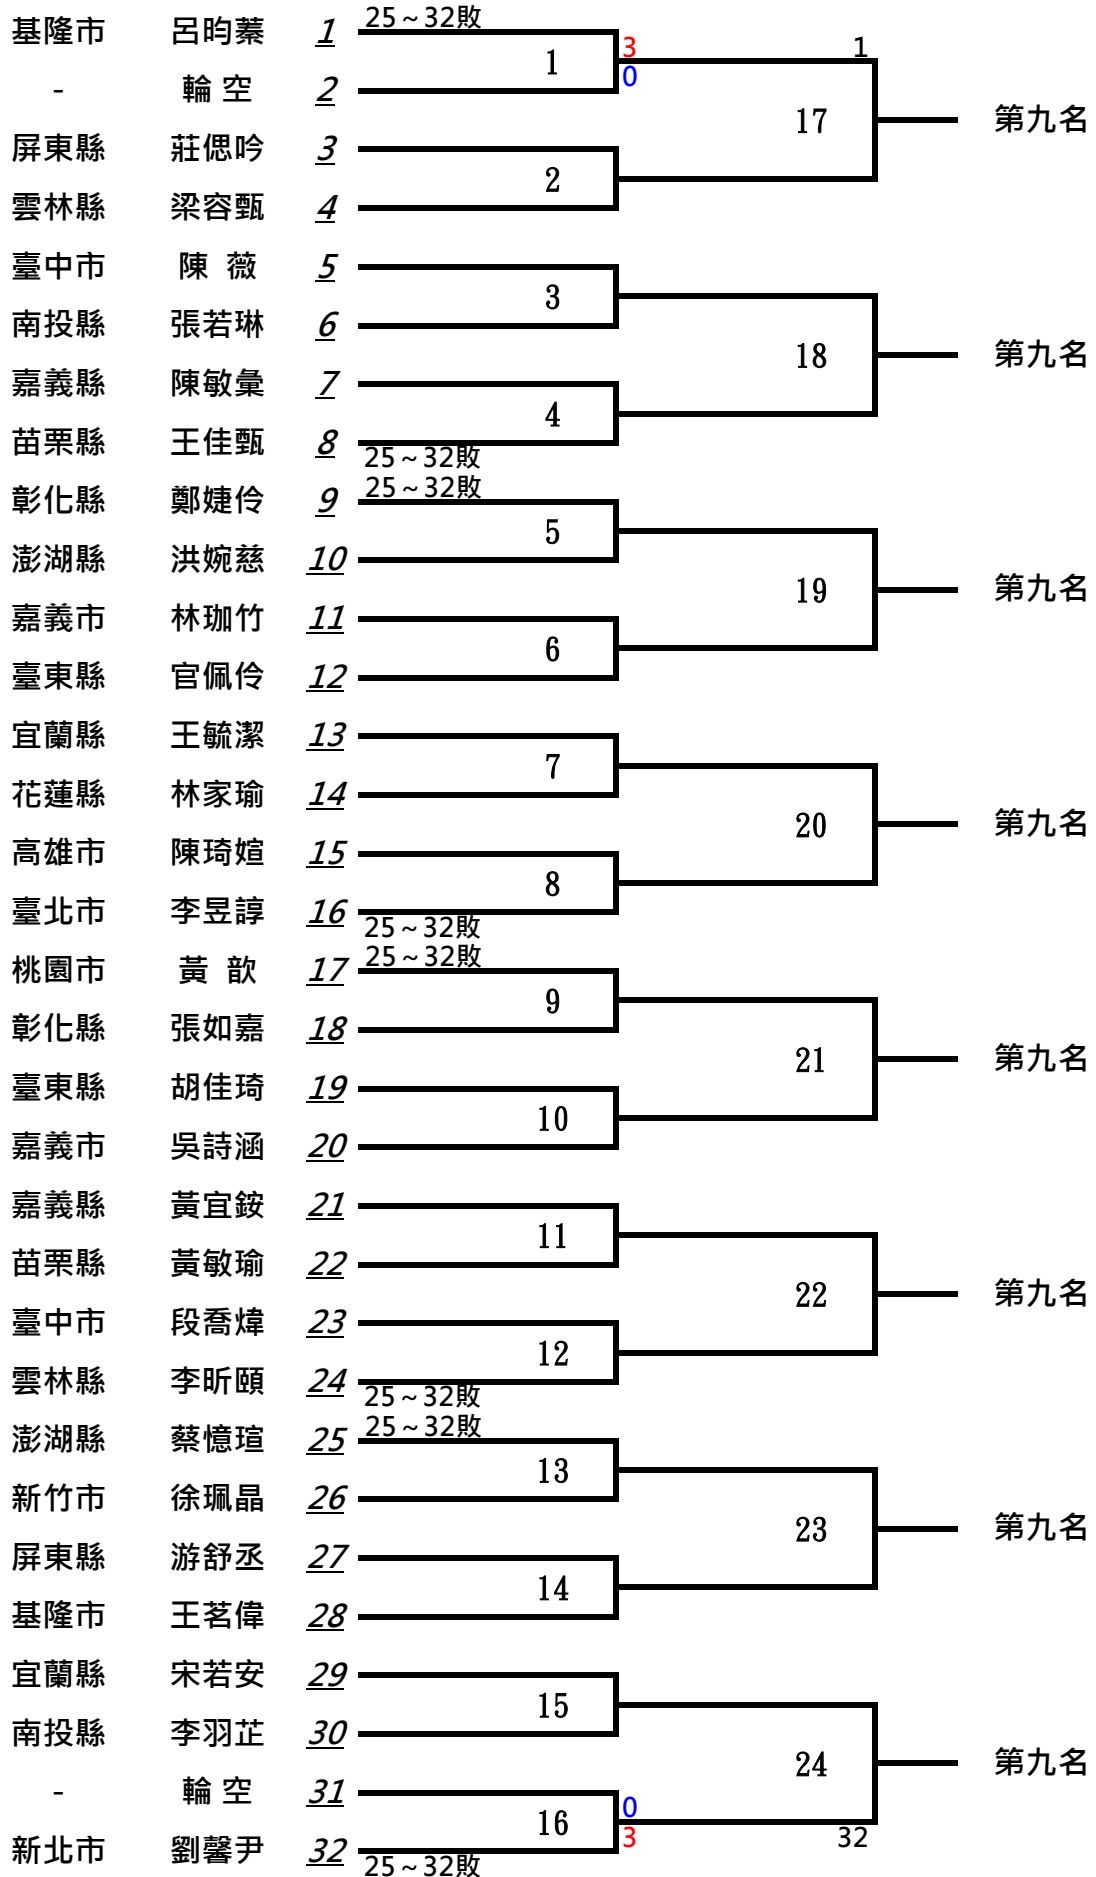 25~32敗
基隆市 呂昀蓁 1
1 3 1
0
- 輪空 2
17 第九名
屏東縣 莊偲吟 3
2
雲林縣 梁容甄 4
臺中市 陳薇 5
3
南投縣 張若琳 6
18 第九名
嘉義縣 陳敏彙 7
4
苗栗縣 王佳甄 8
25~32敗
25~32敗
彰化縣 鄭婕伶 9
5
澎湖縣 洪婉慈 10
19 第九名
嘉義市 林珈竹 11
6
臺東縣 官佩伶 12
宜蘭縣 王毓潔 13
7
花蓮縣 林家瑜 14
20 第九名
高雄市 陳琦媗 15
8
臺北市 李昱諄 16
25~32敗
25~32敗
桃園市 黃歆 17
9
彰化縣 張如嘉 18
21 第九名
臺東縣 胡佳琦 19
10
嘉義市 吳詩涵 20
嘉義縣 黃宜銨 21
11
苗栗縣 黃敏瑜 22
22 第九名
臺中市 段喬煒 23
12
雲林縣 李昕頤 24
25~32敗
25~32敗
澎湖縣 蔡憶瑄 25
13
新竹市 徐珮晶 26
23 第九名
屏東縣 游舒丞 27
14
基隆市 王茗偉 28
宜蘭縣 宋若安 29
15
南投縣 李羽芷 30
24 第九名
- 輪空 31
0
16 3 32
新北市 劉馨尹 32
25~32敗